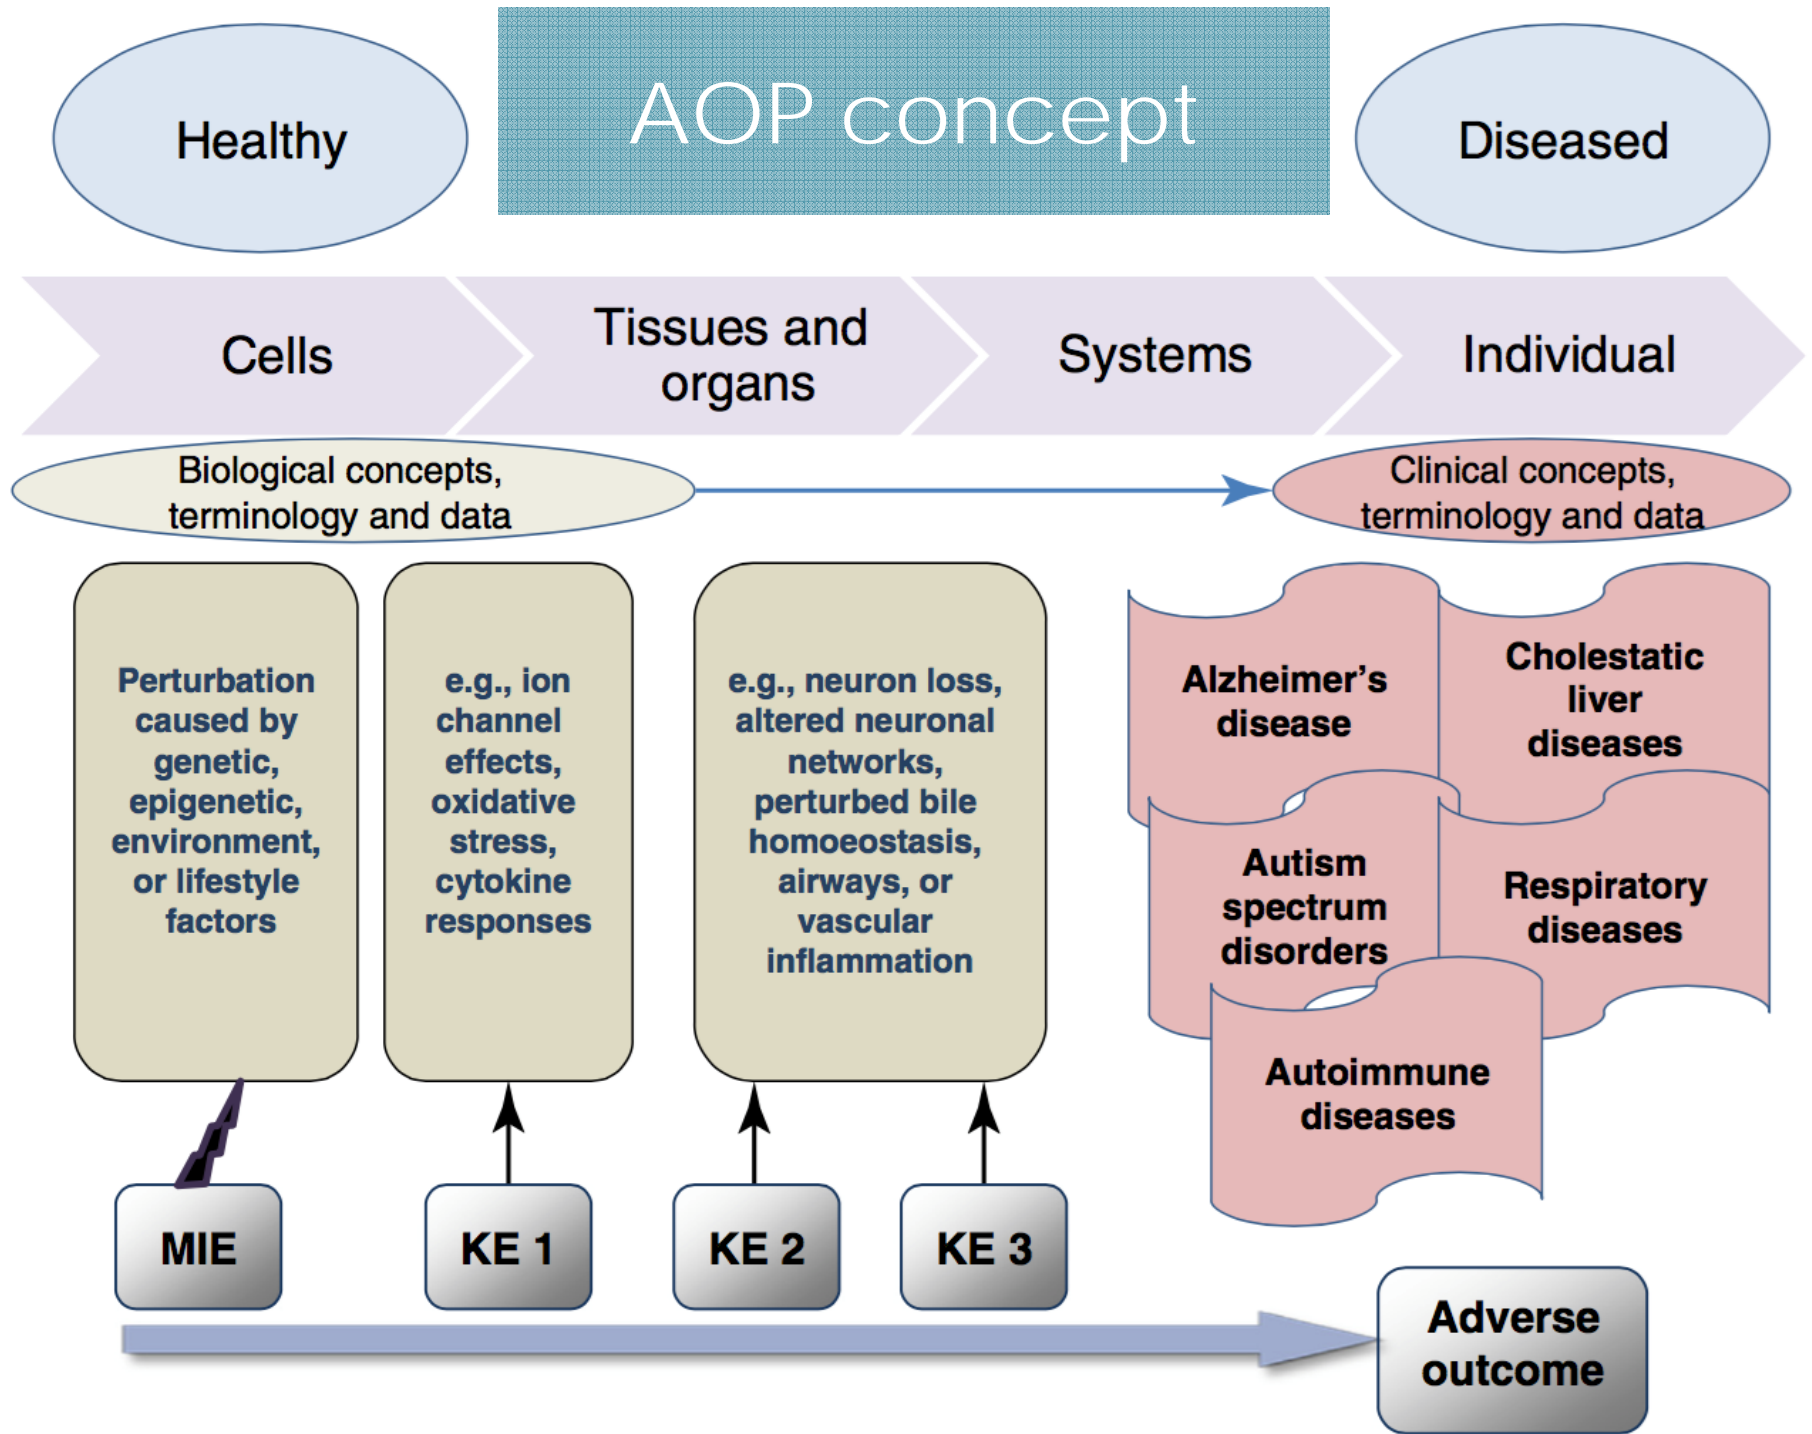 Healthy
AOP concept
Diseased
Cells
Tissues and
organs
Systems
Individual
Biological concepts,
terminology and data
Clinical concepts,
terminology and data
Perturbation
caused by
genetic,
epigenetic,
environment,
or lifestyle
factors
e.g., ion
channel
effects,
oxidative
stress,
cytokine
responses
e.g., neuron loss,
altered neuronal
networks,
perturbed bile
homoeostasis,
airways, or
vascular
inflammation
Alzheimer's
disease
Cholestatic
liver
diseases
Autism
spectrum
disorders
Respiratory
diseases
Autoimmune
diseases
MIE
KE 1
KE 2
KE 3
Adverse
outcome